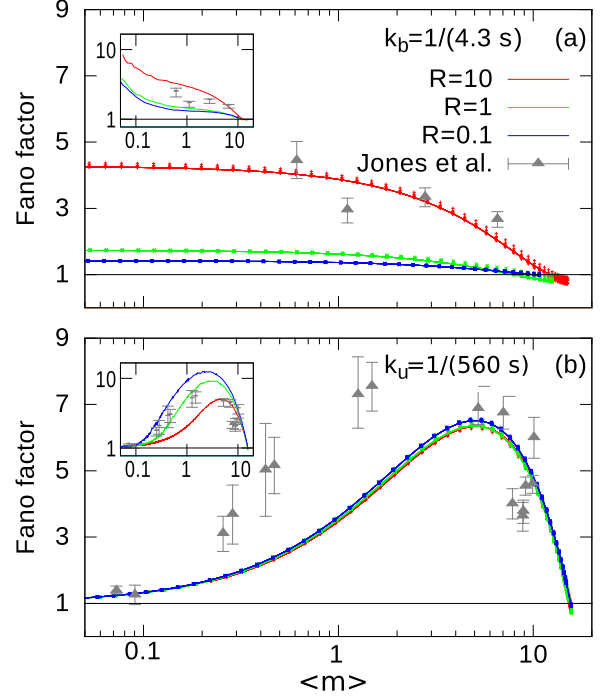 9
k_b=1/(4.3 s) (a)
10
1
0.1 1 10
R=10
R=1
R=0.1
Jones et al.
7
5
3
1
Fano factor
9
k_u=1/(560 s) (b)
10
1
0.1 1 10
7
5
3
1
Fano factor
0.1 1 10
<m>